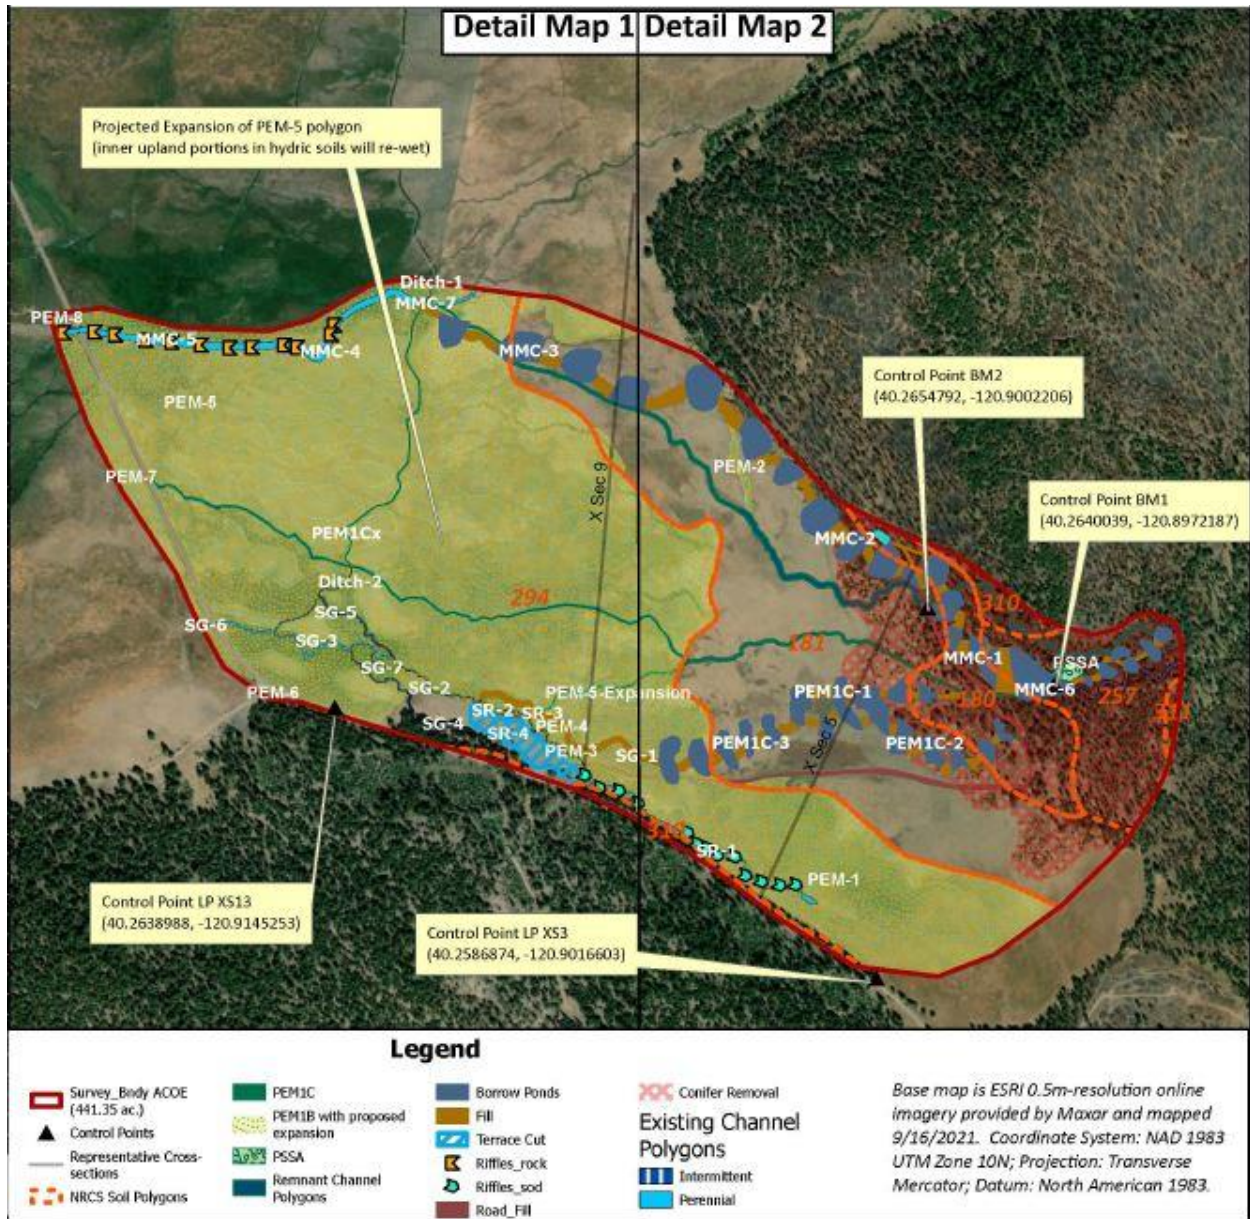 Detail Map 1
Detail Map 2
Projected Expansion of PEM-5 polygon
(inner upland portions in hydric soils will re-wet)
Ditch-1
MMC-7
PEM-8
MMC-5
MMC-4
MMC-3
Control Point BM2
(40.2654792, -120.9002206)
PEM-2
PEM-7
X Sec 9
Control Point BM1
(40.2640039, -120.8972187)
PEM1Cx
MMC-2
Ditch-2
294
310
SG-5
SG-6
SG-3
181
MMC-1
PSSA
SG-7
SG-2
PEM-6
PEM-5-Expansion
PEM1C-1
180
MMC-6
257
SG-4
SR-2
SR-3
PEM-4
SR-4
PEM-3
SG-1
PEM1C-3
X Sec 5
PEM1C-2
SR-1
PEM-1
Control Point LP XS13
(40.2638988, -120.9145253)
Control Point LP XS3
(40.2586874, -120.9016603)
Legend
Survey_Bndy ACOE
(441.35 ac.)
Control Points
Representative Cross-
sections
NRCS Soil Polygons
PEM1C
PEM1B with proposed
expansion
PSSA
Remnant Channel
Polygons
Borrow Ponds
Fill
Terrace Cut
Riffles_rock
Riffles_sod
Road_Fill
Conifer Removal
Existing Channel
Polygons
Intermittent
Perennial
Base map is ESRI 0.5m-resolution online
imagery provided by Maxar and mapped
9/16/2021. Coordinate System: NAD 1983
UTM Zone 10N; Projection: Transverse
Mercator; Datum: North American 1983.